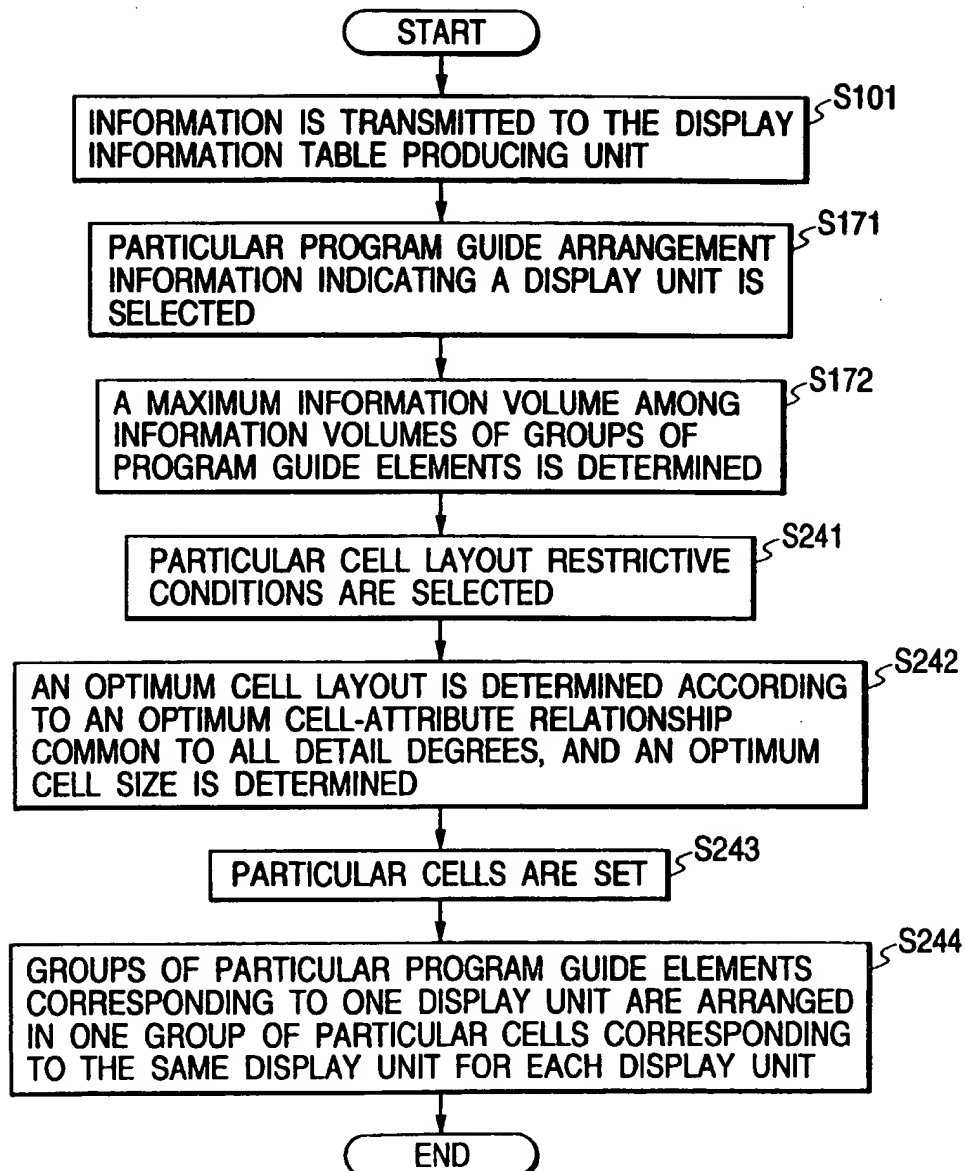 START
S101
INFORMATION IS TRANSMITTED TO THE DISPLAY
INFORMATION TABLE PRODUCING UNIT
S171
PARTICULAR PROGRAM GUIDE ARRANGEMENT
INFORMATION INDICATING A DISPLAY UNIT IS
SELECTED
S172
A MAXIMUM INFORMATION VOLUME AMONG
INFORMATION VOLUMES OF GROUPS OF
PROGRAM GUIDE ELEMENTS IS DETERMINED
S241
PARTICULAR CELL LAYOUT RESTRICTIVE
CONDITIONS ARE SELECTED
S242
AN OPTIMUM CELL LAYOUT IS DETERMINED ACCORDING
TO AN OPTIMUM CELL-ATTRIBUTE RELATIONSHIP
COMMON TO ALL DETAIL DEGREES, AND AN OPTIMUM
CELL SIZE IS DETERMINED
S243
PARTICULAR CELLS ARE SET
S244
GROUPS OF PARTICULAR PROGRAM GUIDE ELEMENTS
CORRESPONDING TO ONE DISPLAY UNIT ARE ARRANGED
IN ONE GROUP OF PARTICULAR CELLS CORRESPONDING
TO THE SAME DISPLAY UNIT FOR EACH DISPLAY UNIT
END